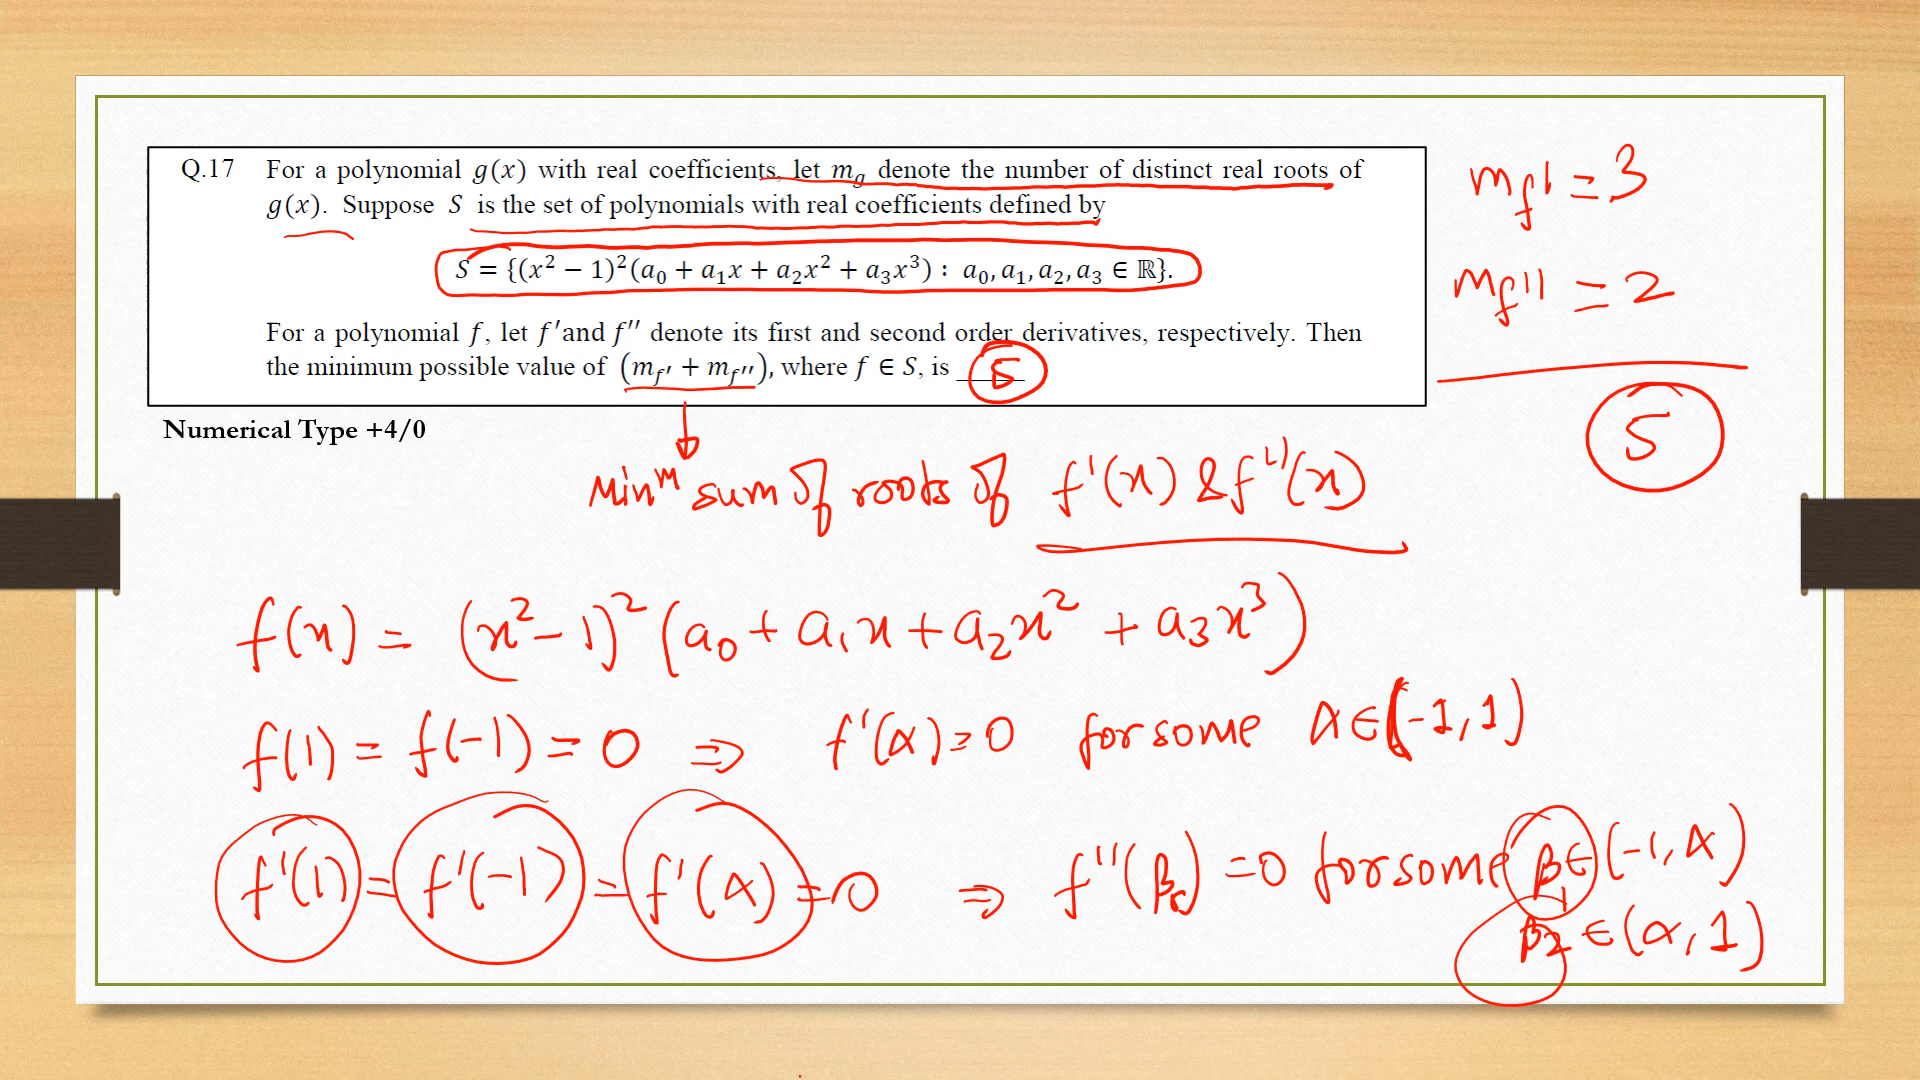 Q.17 For a polynomial g(x) with real coefficients, let m_g denote the number of distinct real roots of
g(x). Suppose S is the set of polynomials with real coefficients defined by
S = {(x² − 1)²(a₀ + a₁x + a₂x² + a₃x³) : a₀, a₁, a₂, a₃ ∈ ℝ}.
For a polynomial f, let f′and f″ denote its first and second order derivatives, respectively. Then
the minimum possible value of (m_f′ + m_f″), where f ∈ S, is ______ 5
Numerical Type +4/0
m_f′ = 3
m_f″ = 2
5
Minᵐ sum of roots of f′(x) & f″(x)
f(x) = (x² − 1)² (a₀ + a₁x + a₂x² + a₃x³)
f(1) = f(−1) = 0 ⇒ f′(α) = 0 for some α ∈ (−1, 1)
f′(1) = f′(−1) = f′(α) = 0 ⇒ f″(β) = 0 for some β₁ ∈ (−1, α)
β₂ ∈ (α, 1)